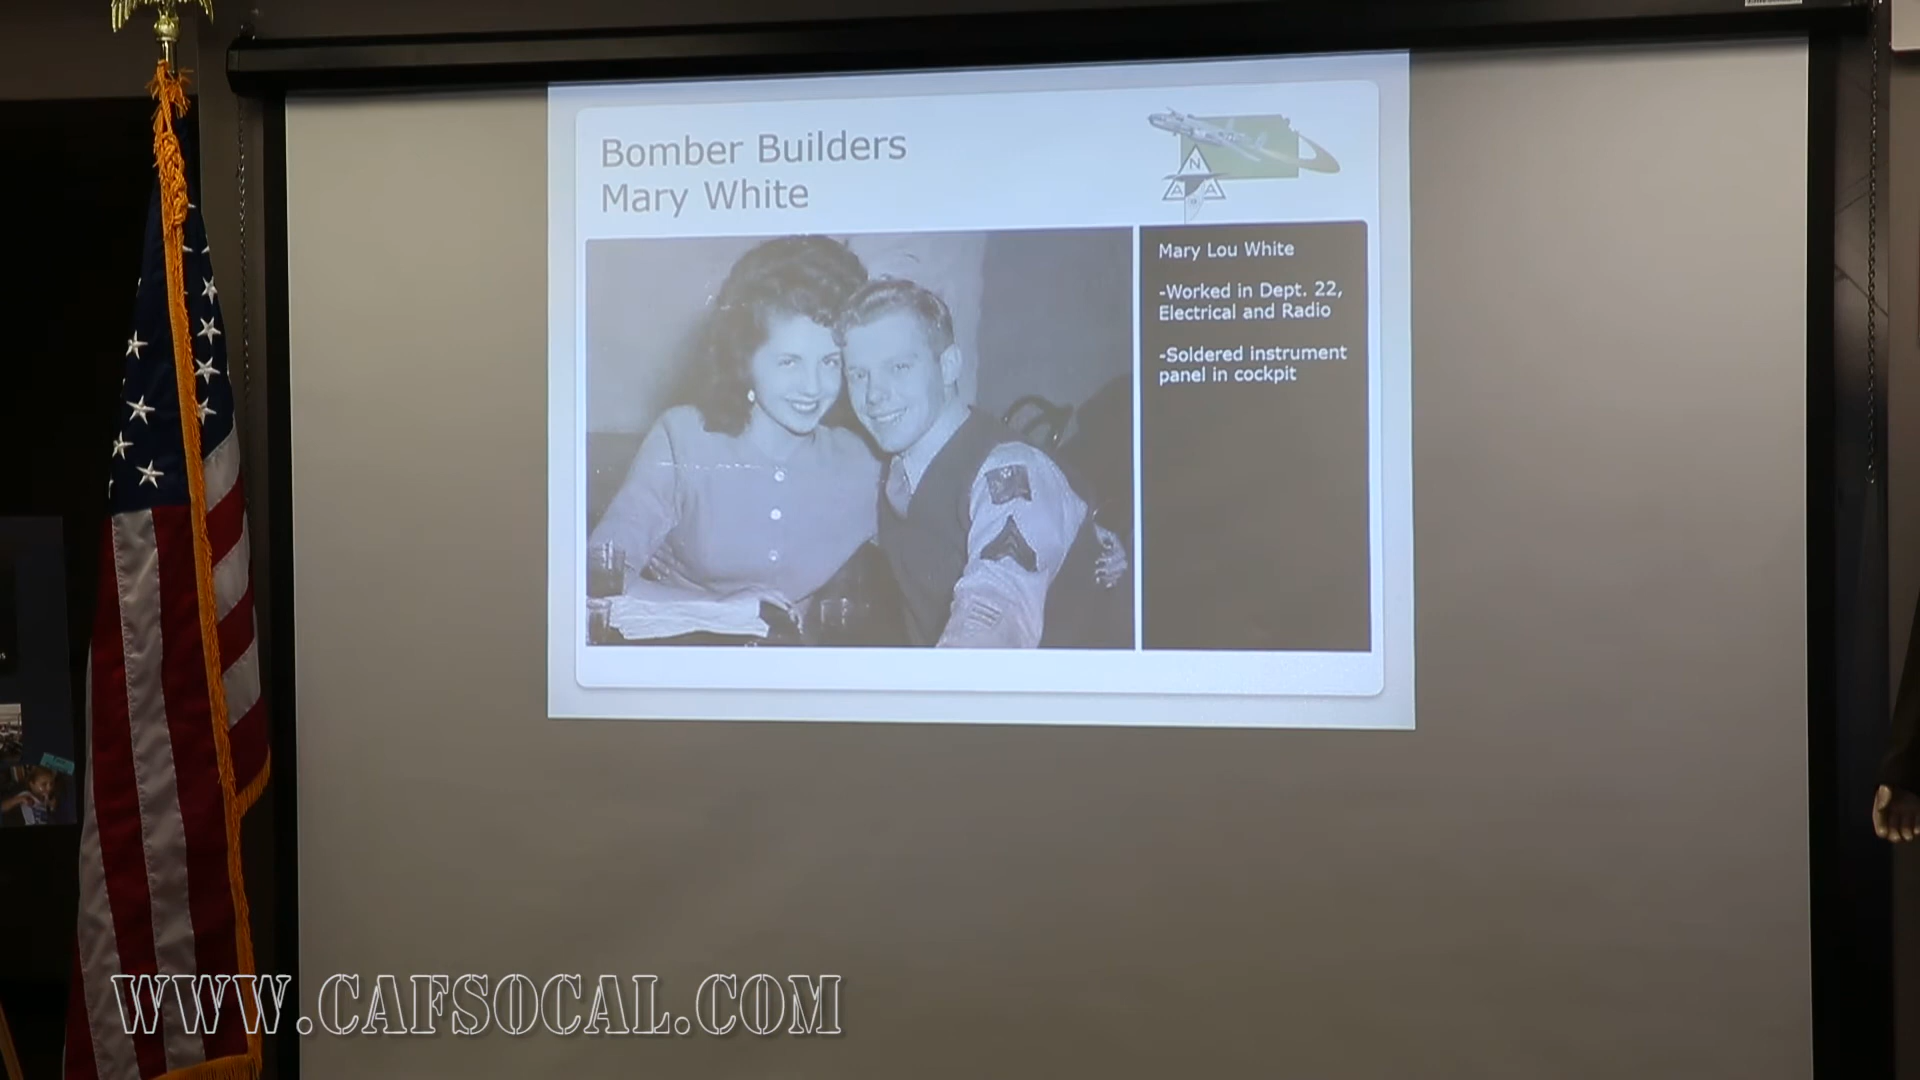 Bomber Builders
Mary White
N
A A
Mary Lou White
-Worked in Dept. 22,
Electrical and Radio
-Soldered instrument
panel in cockpit
WWW.CAFSOCAL.COM